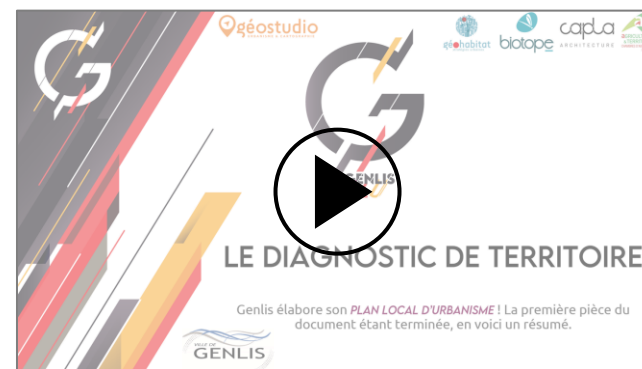 géostudio
géohabitat
biotope
capla
ARCHITECTURE
GENLIS
LE DIAGNOSTIC DE TERRITOIRE
Genlis élabore son PLAN LOCAL D'URBANISME ! La première pièce du
document étant terminée, en voici un résumé.
VILLE DE
GENLIS